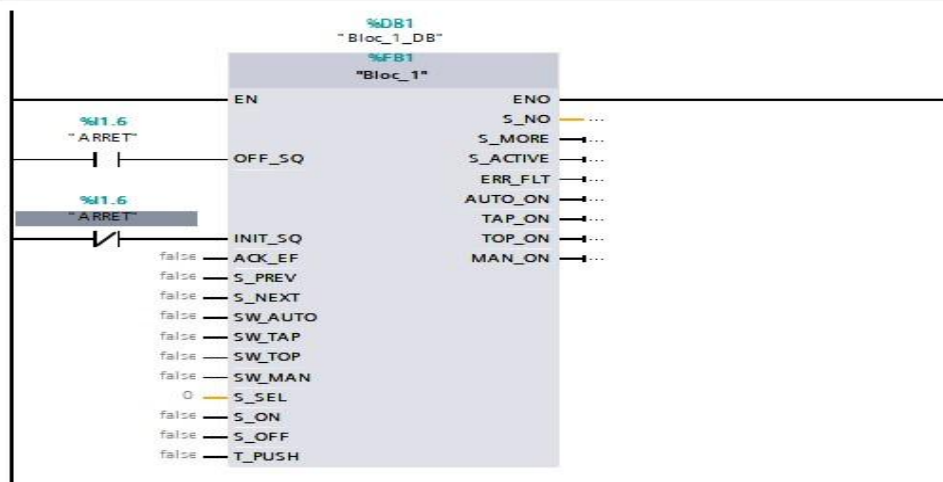 %DB1
"Bloc_1_DB"
%FB1
"Bloc_1"
EN ENO
%I1.6 S_NO ...
"ARRET" S_MORE ...
OFF_SQ S_ACTIVE ...
ERR_FLT ...
%I1.6 AUTO_ON ...
"ARRET" TAP_ON ...
INIT_SQ TOP_ON ...
false ACK_EF MAN_ON ...
false S_PREV
false S_NEXT
false SW_AUTO
false SW_TAP
false SW_TOP
false SW_MAN
0 S_SEL
false S_ON
false S_OFF
false T_PUSH